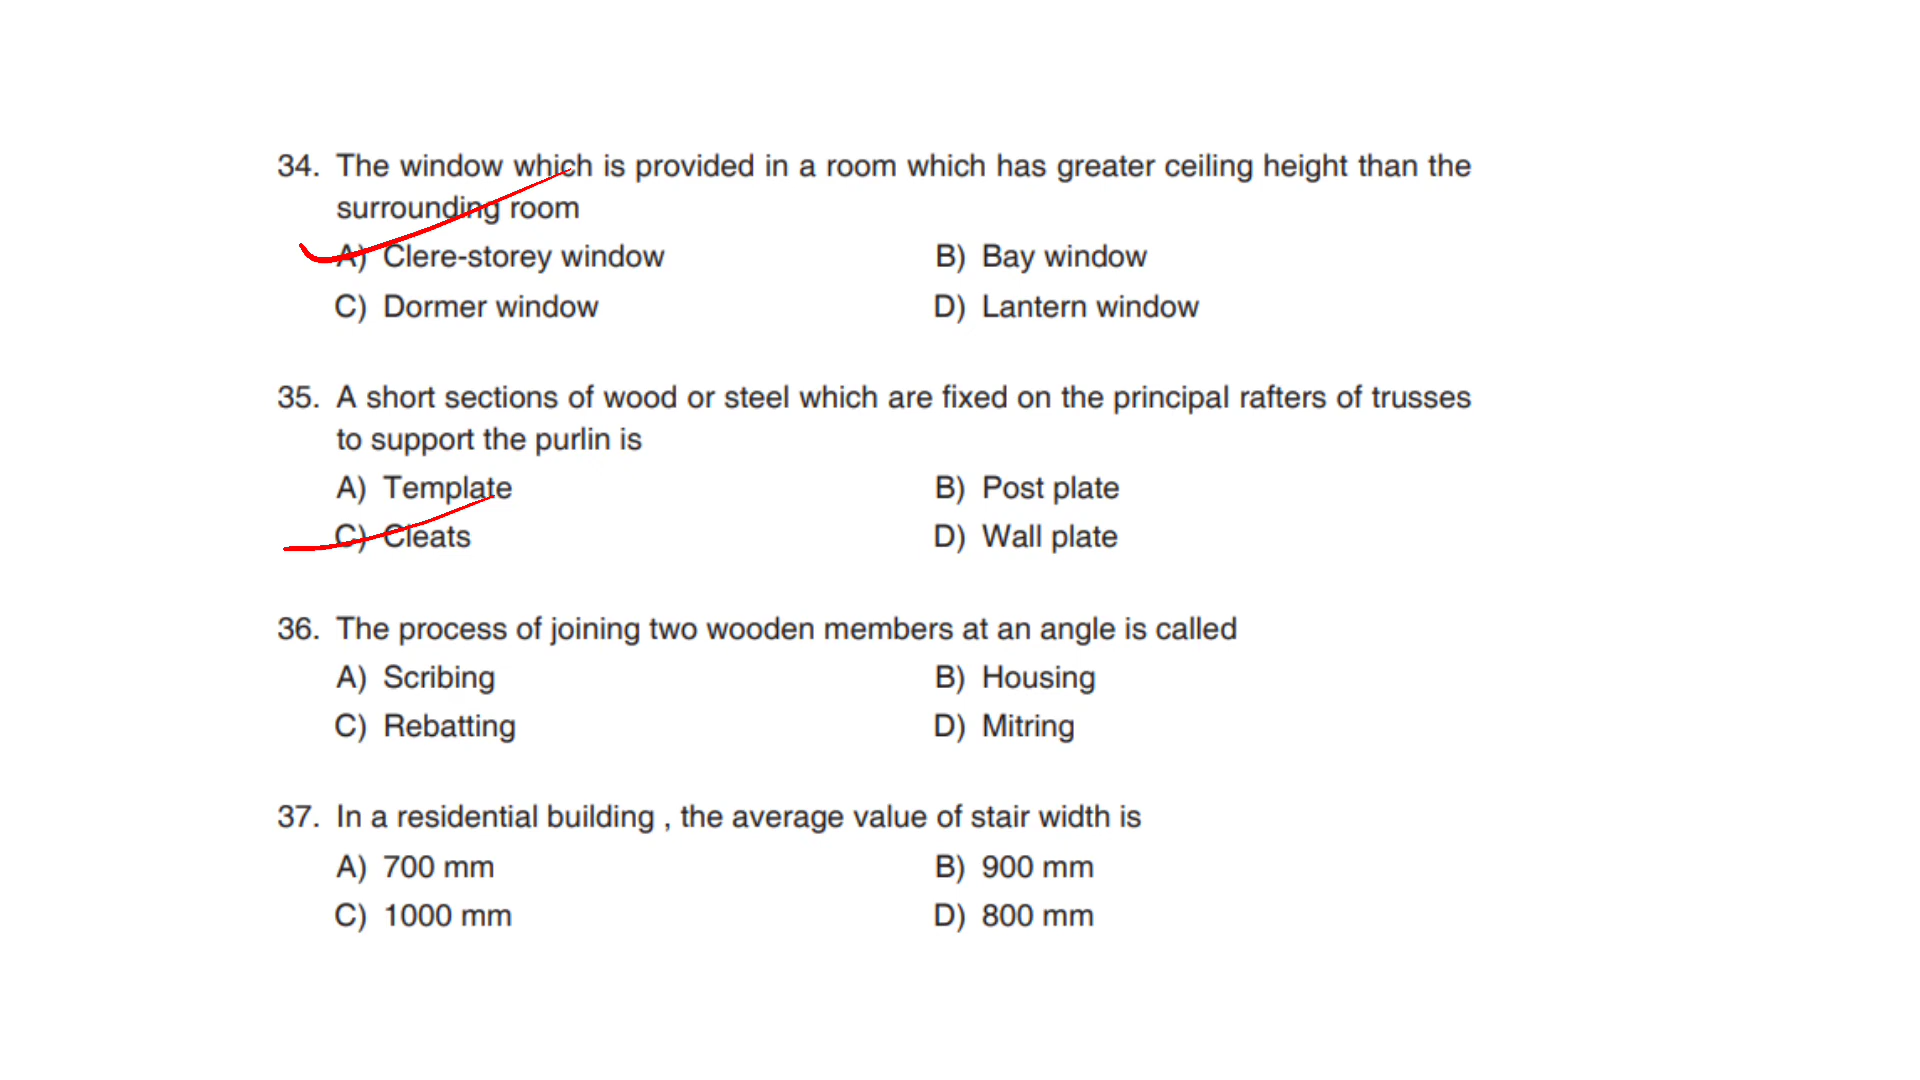 34. The window which is provided in a room which has greater ceiling height than the
surrounding room
A) Clere-storey window B) Bay window
C) Dormer window D) Lantern window
35. A short sections of wood or steel which are fixed on the principal rafters of trusses
to support the purlin is
A) Template B) Post plate
C) Cleats D) Wall plate
36. The process of joining two wooden members at an angle is called
A) Scribing B) Housing
C) Rebatting D) Mitring
37. In a residential building , the average value of stair width is
A) 700 mm B) 900 mm
C) 1000 mm D) 800 mm